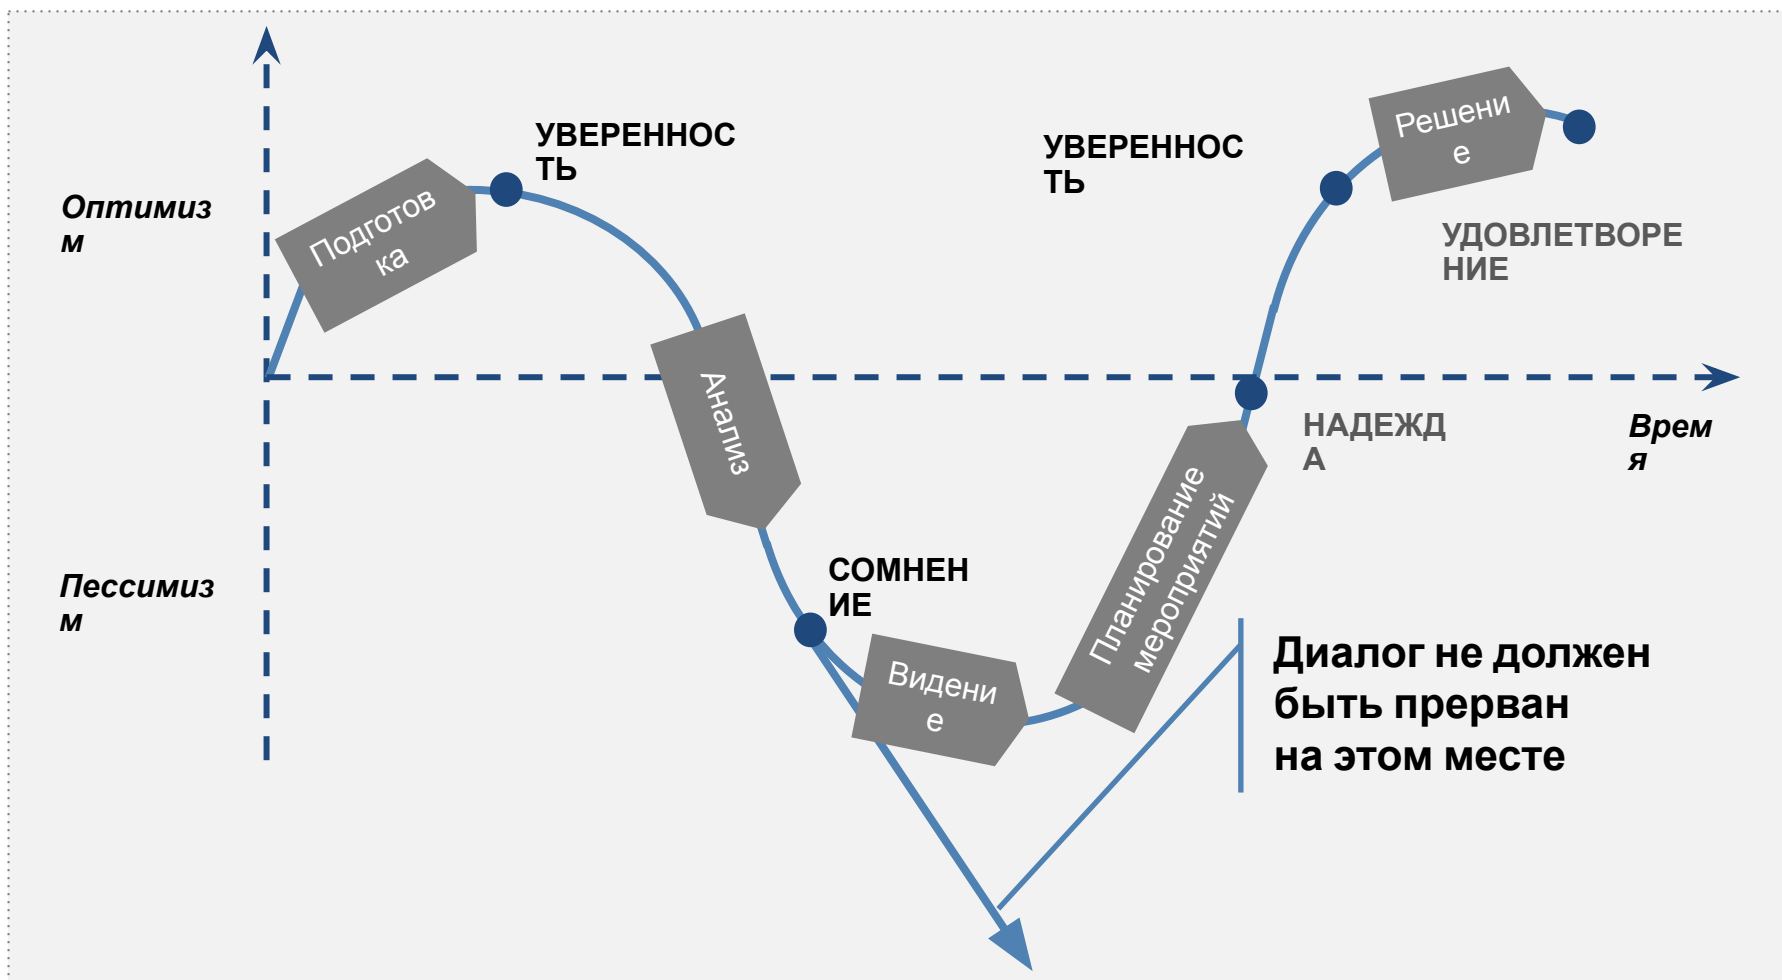 УВЕРЕННОС
ТЬ
УВЕРЕННОС
ТЬ
Решени
е
Оптимиз
м
Подготов
ка
УДОВЛЕТВОРЕ
НИЕ
Анализ
НАДЕЖД
А
Врем
я
Пессимиз
м
СОМНЕН
ИЕ
Видени
е
Планирование
мероприятий
Диалог не должен
быть прерван
на этом месте